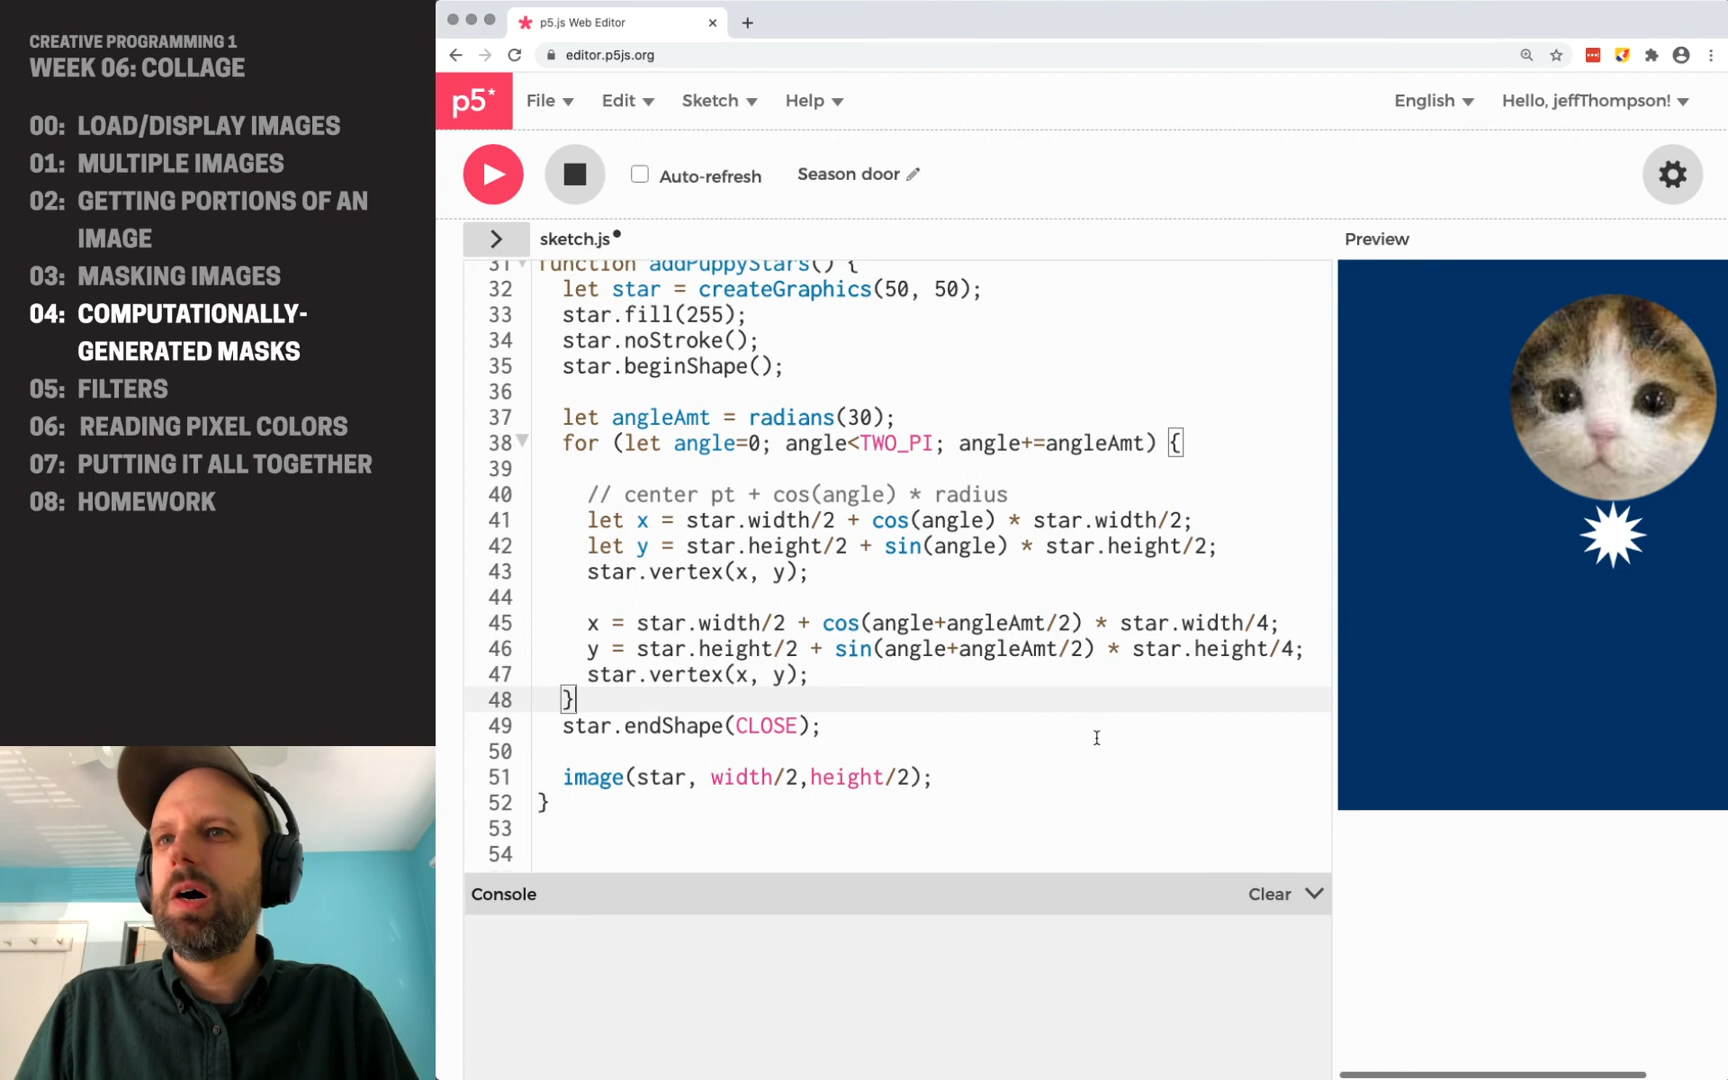 CREATIVE PROGRAMMING 1
WEEK 06: COLLAGE
00: LOAD/DISPLAY IMAGES
01: MULTIPLE IMAGES
02: GETTING PORTIONS OF AN
IMAGE
03: MASKING IMAGES
04: COMPUTATIONALLY-
GENERATED MASKS
05: FILTERS
06: READING PIXEL COLORS
07: PUTTING IT ALL TOGETHER
08: HOMEWORK
p5.js Web Editor
editor.p5js.org
p5*
File
Edit
Sketch
Help
English
Hello, jeffThompson!
Auto-refresh
Season door
sketch.js
Preview
31 function addPuppyStars() {
32 let star = createGraphics(50, 50);
33 star.fill(255);
34 star.noStroke();
35 star.beginShape();
36
37 let angleAmt = radians(30);
38 for (let angle=0; angle<TWO_PI; angle+=angleAmt) {
39
40 // center pt + cos(angle) * radius
41 let x = star.width/2 + cos(angle) * star.width/2;
42 let y = star.height/2 + sin(angle) * star.height/2;
43 star.vertex(x, y);
44
45 x = star.width/2 + cos(angle+angleAmt/2) * star.width/4;
46 y = star.height/2 + sin(angle+angleAmt/2) * star.height/4;
47 star.vertex(x, y);
48 }
49 star.endShape(CLOSE);
50
51 image(star, width/2,height/2);
52 }
53
54
Console
Clear